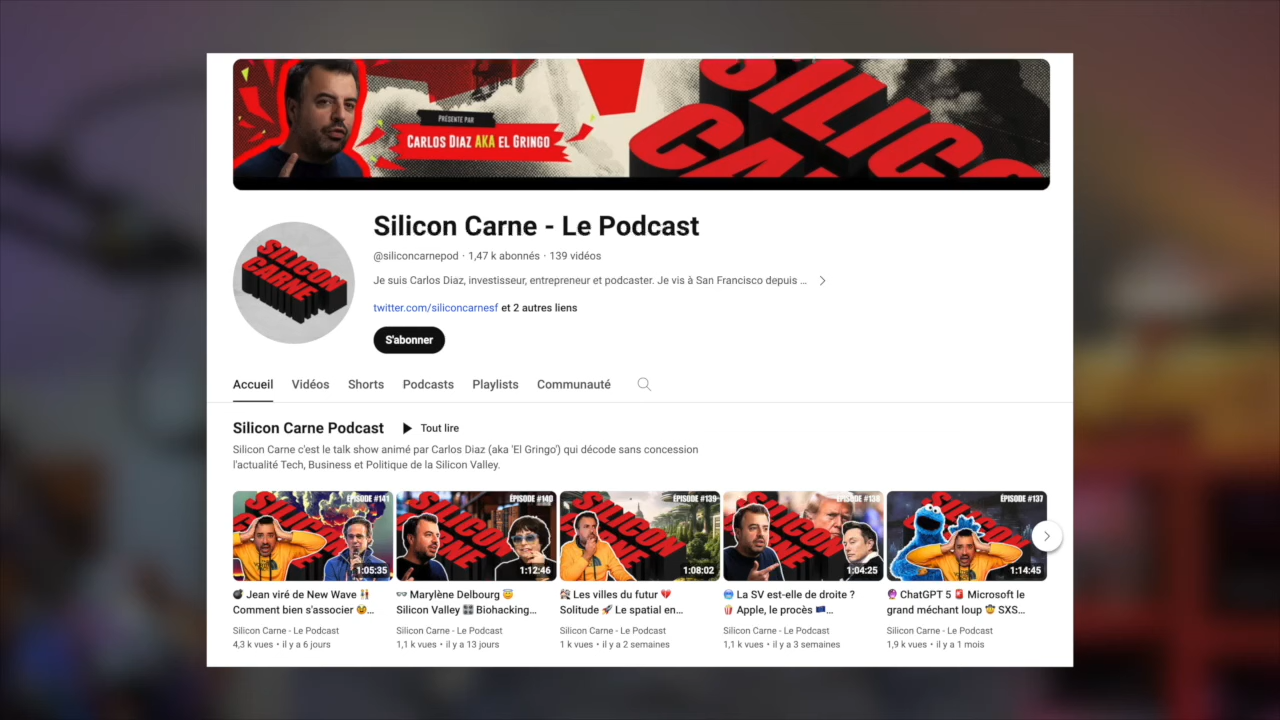 PRÉSENTE PAR
CARLOS DIAZ AKA EL GRINGO
SILICON
CARNE
Silicon Carne - Le Podcast
@siliconcarnepod · 1,47 k abonnés · 139 vidéos
Je suis Carlos Diaz, investisseur, entrepreneur et podcaster. Je vis à San Francisco depuis ...
twitter.com/siliconcarnesf et 2 autres liens
S'abonner
Accueil Vidéos Shorts Podcasts Playlists Communauté
Silicon Carne Podcast Tout lire
Silicon Carne c'est le talk show animé par Carlos Diaz (aka 'El Gringo') qui décode sans concession
l'actualité Tech, Business et Politique de la Silicon Valley.
ÉPISODE #141 ÉPISODE #140 ÉPISODE #139 ÉPISODE #138 ÉPISODE #137
1:05:35 1:12:46 1:08:02 1:04:25 1:14:45
Jean viré de New Wave
Comment bien s'associer ...
Silicon Carne - Le Podcast
4,3 k vues • il y a 6 jours
Marylène Delbourg
Silicon Valley Biohacking...
Silicon Carne - Le Podcast
1,1 k vues • il y a 13 jours
Les villes du futur
Solitude Le spatial en...
Silicon Carne - Le Podcast
1 k vues • il y a 2 semaines
La SV est-elle de droite ?
Apple, le procès ...
Silicon Carne - Le Podcast
1,1 k vues • il y a 3 semaines
ChatGPT 5 Microsoft le
grand méchant loup SXS...
Silicon Carne - Le Podcast
1,9 k vues • il y a 1 mois